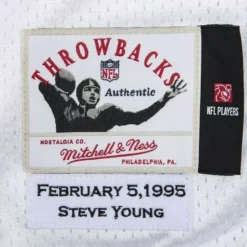 THROWBACKS
NFL
Authentic
NOSTALGIA CO.
Mitchell & Ness
PHILADELPHIA, PA.
NFL PLAYERS
FEBRUARY 5,1995
STEVE YOUNG